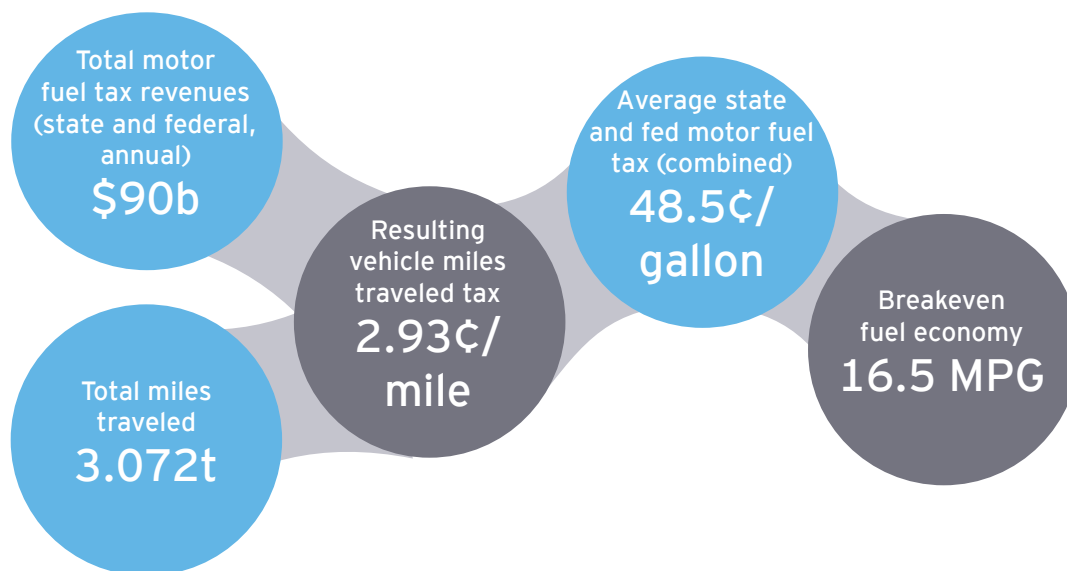 Total motor
fuel tax revenues
(state and federal,
annual)
$90b
Total miles
traveled
3.072t
Resulting
vehicle miles
traveled tax
2.93¢/
mile
Average state
and fed motor fuel
tax (combined)
48.5¢/
gallon
Breakeven
fuel economy
16.5 MPG